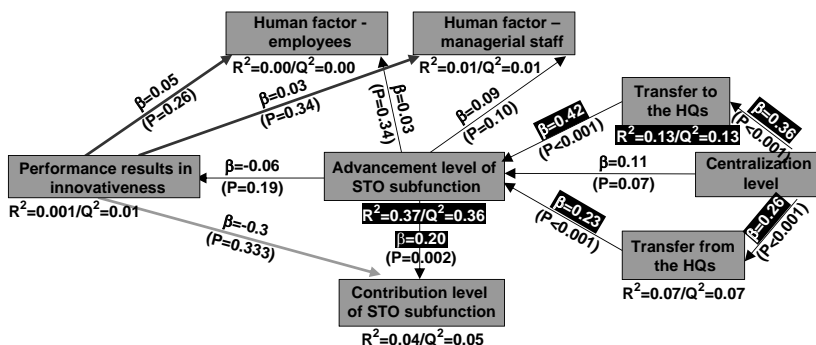 Human factor -
employees
R²=0.00/Q²=0.00
Human factor –
managerial staff
R²=0.01/Q²=0.01
β=0.05
(P=0.26)
β=0.03
(P=0.34)
β=0.03
(P=0.34)
β=0.09
(P=0.10)
Transfer to
the HQs
R²=0.13/Q²=0.13
β=0.42
(P<0.001)
β=0.36
(P<0.001)
Performance results in
innovativeness
R²=0.001/Q²=0.01
β=-0.06
(P=0.19)
Advancement level of
STO subfunction
R²=0.37/Q²=0.36
β=0.11
(P=0.07)
Centralization
level
β=-0.3
(P=0.333)
β=0.20
(P=0.002)
β=0.23
(P<0.001)
β=0.26
(P<0.001)
Transfer from
the HQs
R²=0.07/Q²=0.07
Contribution level
of STO subfunction
R²=0.04/Q²=0.05